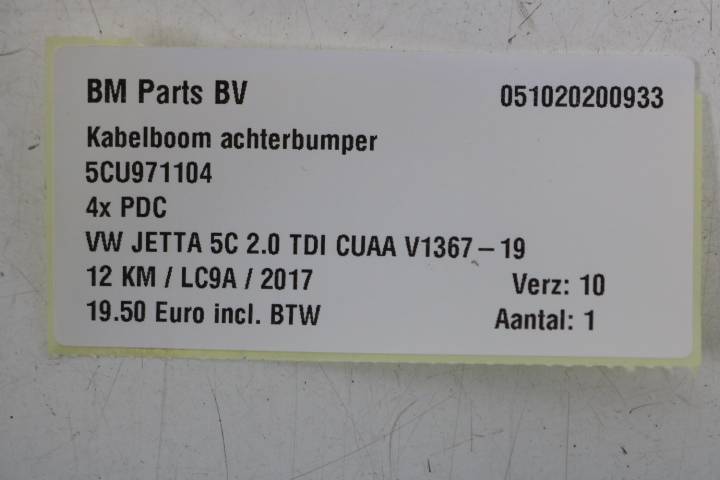 BM Parts BV 051020200933
Kabelboom achterbumper
5CU971104
4x PDC
VW JETTA 5C 2.0 TDI CUAA V1367-19
12 KM / LC9A / 2017 Verz: 10
19.50 Euro incl. BTW Aantal: 1